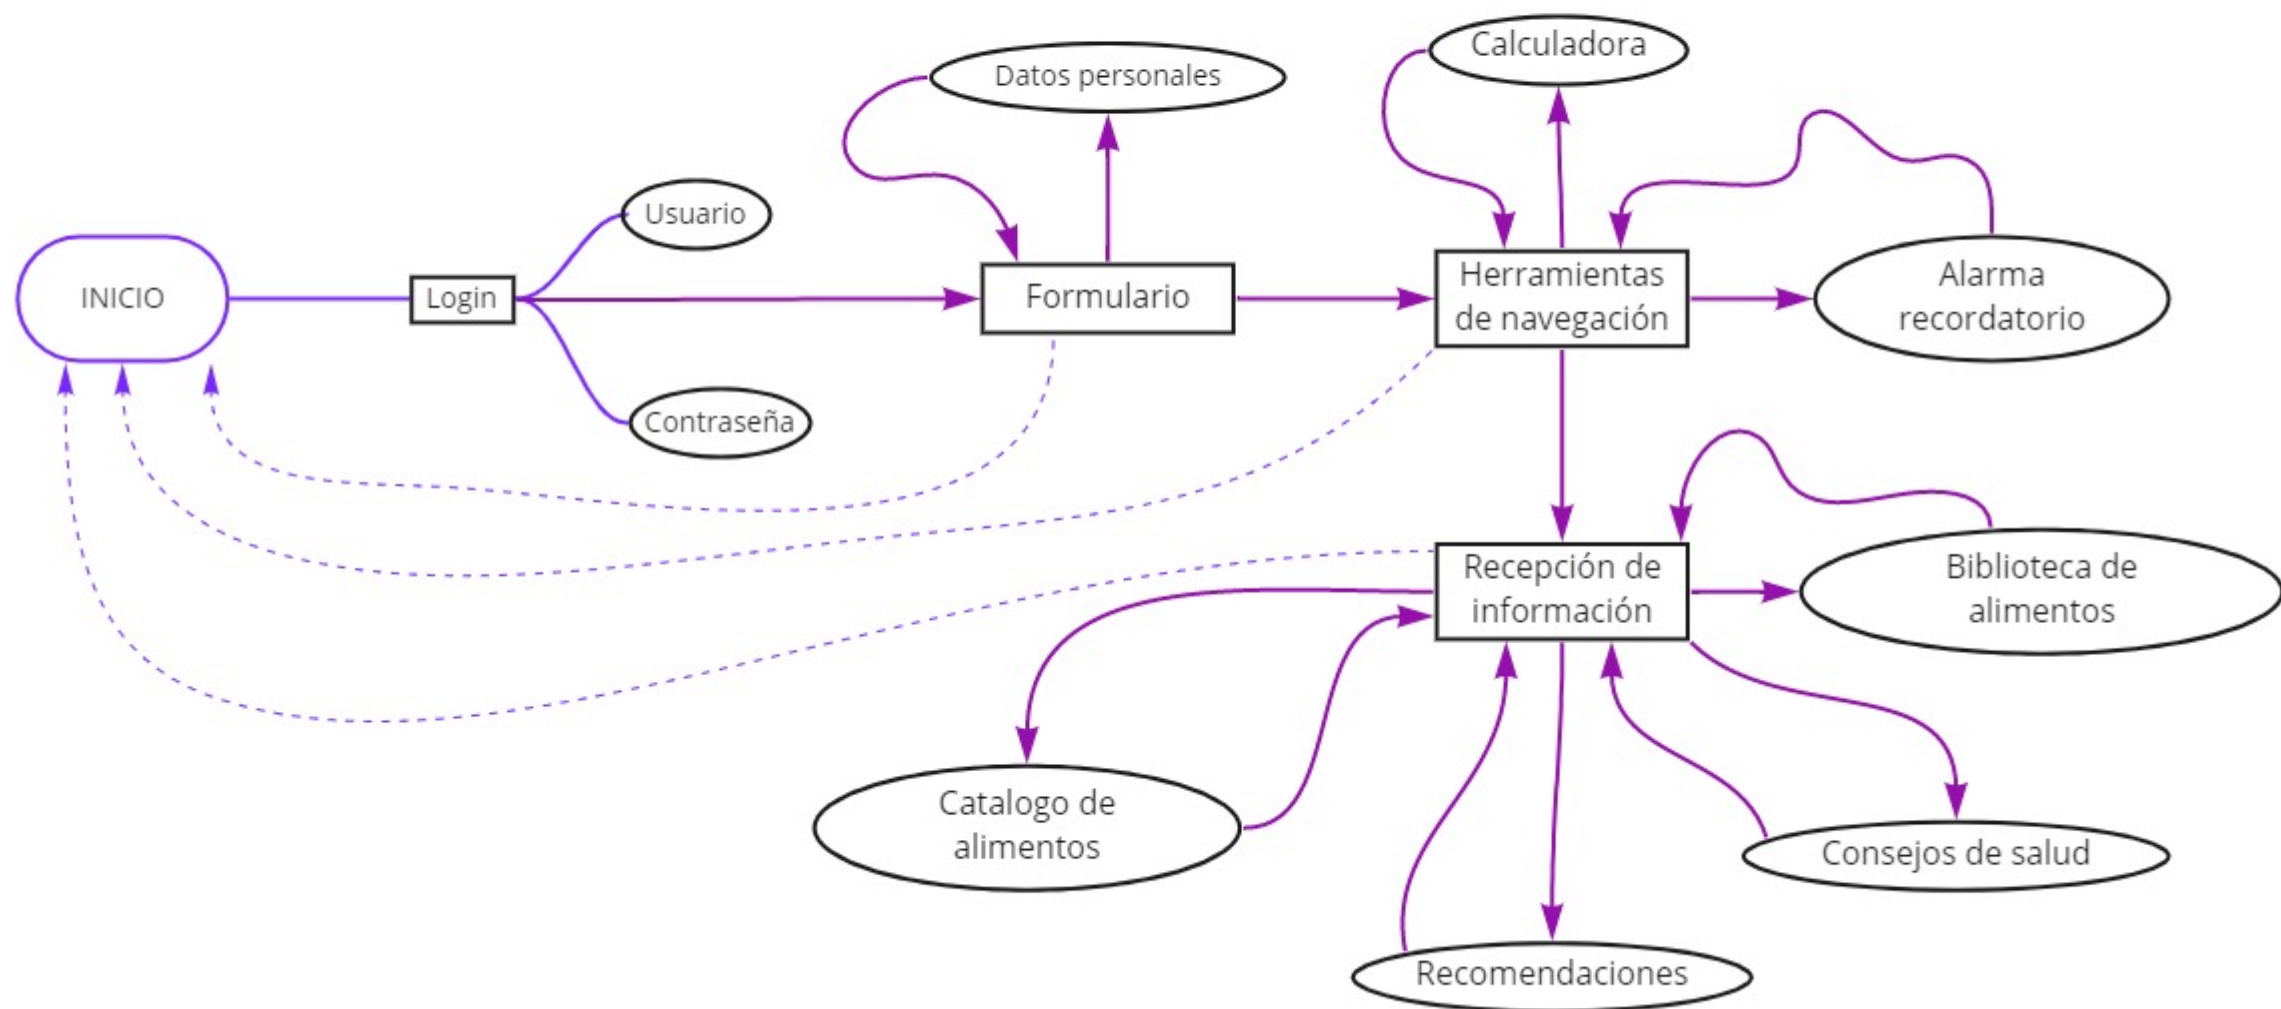 Calculadora
Datos personales
Usuario
INICIO
Login
Formulario
Herramientas
de navegación
Alarma
recordatorio
Contraseña
Recepción de
información
Biblioteca de
alimentos
Catalogo de
alimentos
Consejos de salud
Recomendaciones